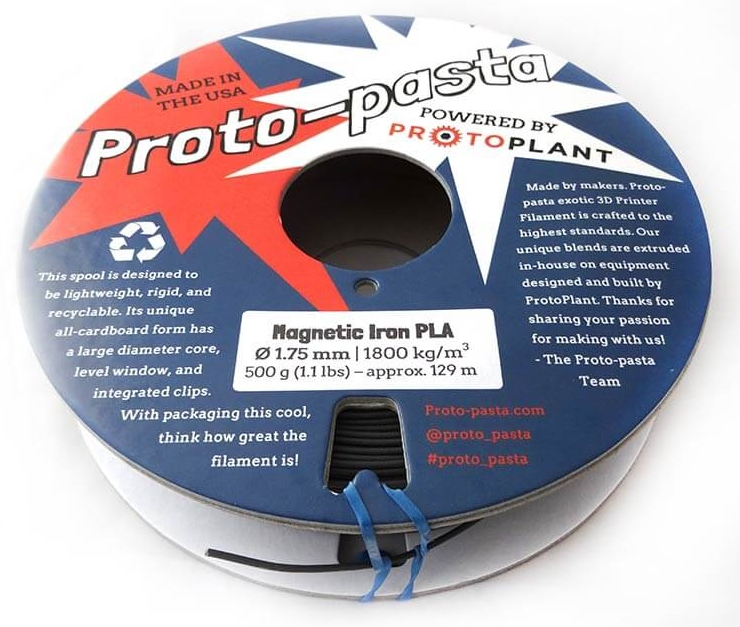 MADE IN
THE USA
Proto-pasta
POWERED BY
PROTOPLANT
Made by makers. Proto-
pasta exotic 3D Printer
Filament is crafted to the
highest standards. Our
unique blends are extruded
in-house on equipment
designed and built by
ProtoPlant. Thanks for
sharing your passion
for making with us!
- The Proto-pasta
Team
This spool is designed to
be lightweight, rigid, and
recyclable. Its unique
all-cardboard form has
a large diameter core,
level window, and
integrated clips.
With packaging this cool,
think how great the
filament is!
Magnetic Iron PLA
Ø 1.75 mm | 1800 kg/m³
500 g (1.1 lbs) – approx. 129 m
Proto-pasta.com
@proto_pasta
#proto_pasta